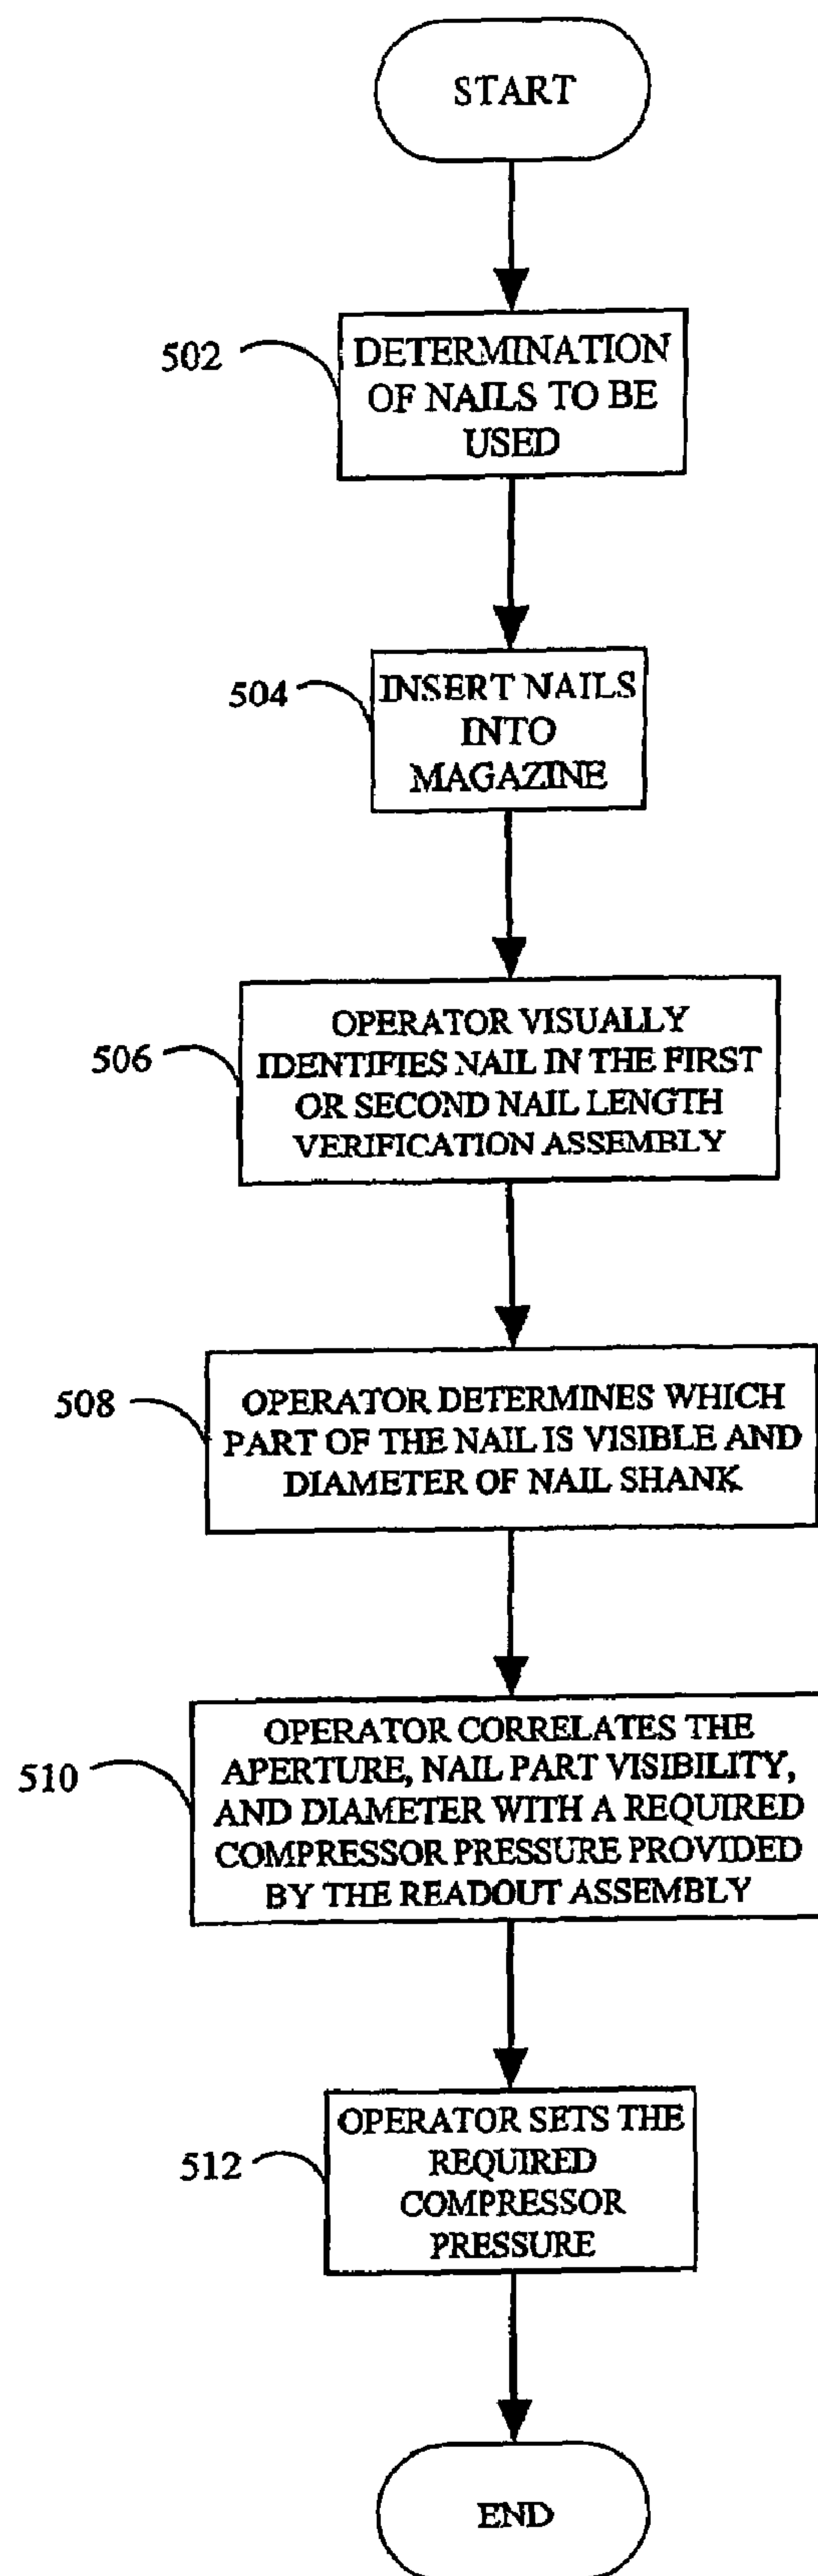 START
502
DETERMINATION
OF NAILS TO BE
USED
504
INSERT NAILS
INTO
MAGAZINE
506
OPERATOR VISUALLY
IDENTIFIES NAIL IN THE FIRST
OR SECOND NAIL LENGTH
VERIFICATION ASSEMBLY
508
OPERATOR DETERMINES WHICH
PART OF THE NAIL IS VISIBLE AND
DIAMETER OF NAIL SHANK
510
OPERATOR CORRELATES THE
APERTURE, NAIL PART VISIBILITY,
AND DIAMETER WITH A REQUIRED
COMPRESSOR PRESSURE PROVIDED
BY THE READOUT ASSEMBLY
512
OPERATOR SETS THE
REQUIRED
COMPRESSOR
PRESSURE
END